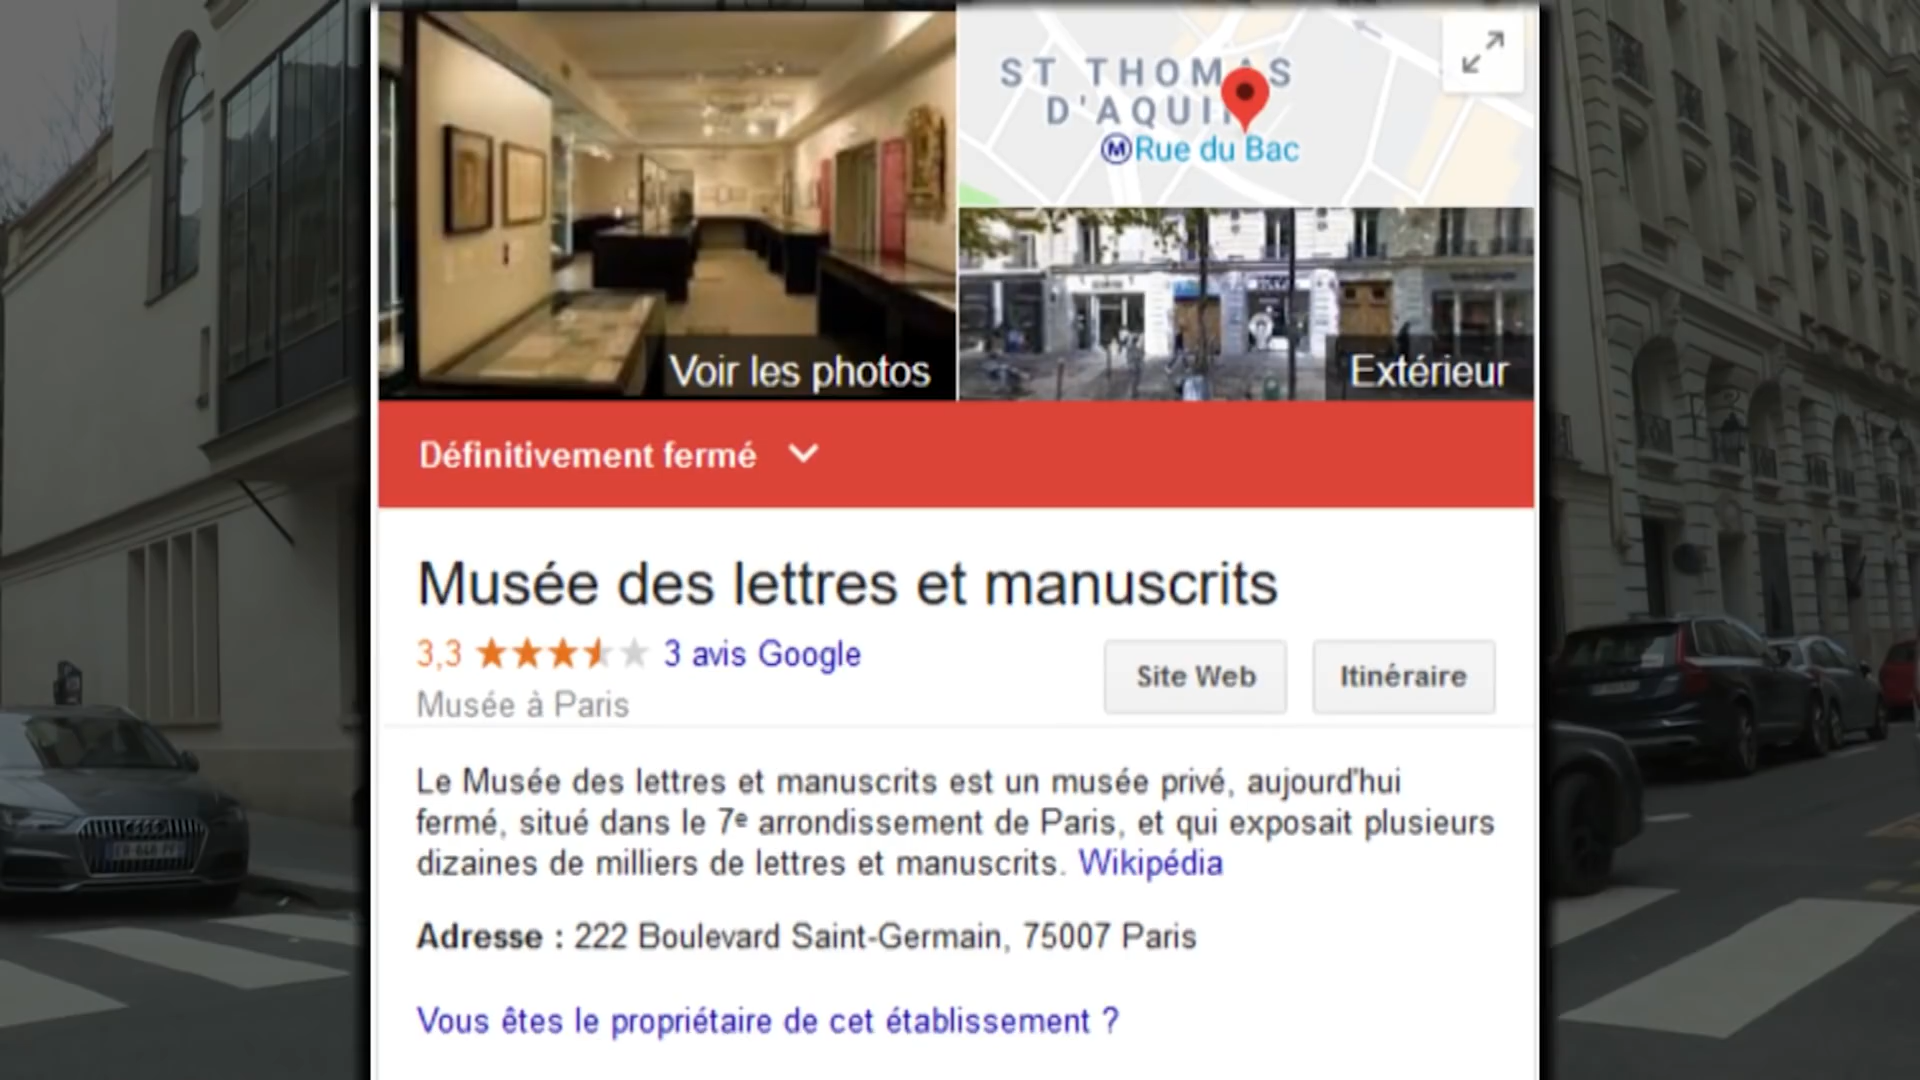 ST THOMAS
D'AQUI
M Rue du Bac
Voir les photos
Extérieur
Définitivement fermé
Musée des lettres et manuscrits
3,3 3 avis Google
Musée à Paris
Site Web
Itinéraire
Le Musée des lettres et manuscrits est un musée privé, aujourd'hui
fermé, situé dans le 7e arrondissement de Paris, et qui exposait plusieurs
dizaines de milliers de lettres et manuscrits. Wikipédia
Adresse : 222 Boulevard Saint-Germain, 75007 Paris
Vous êtes le propriétaire de cet établissement ?